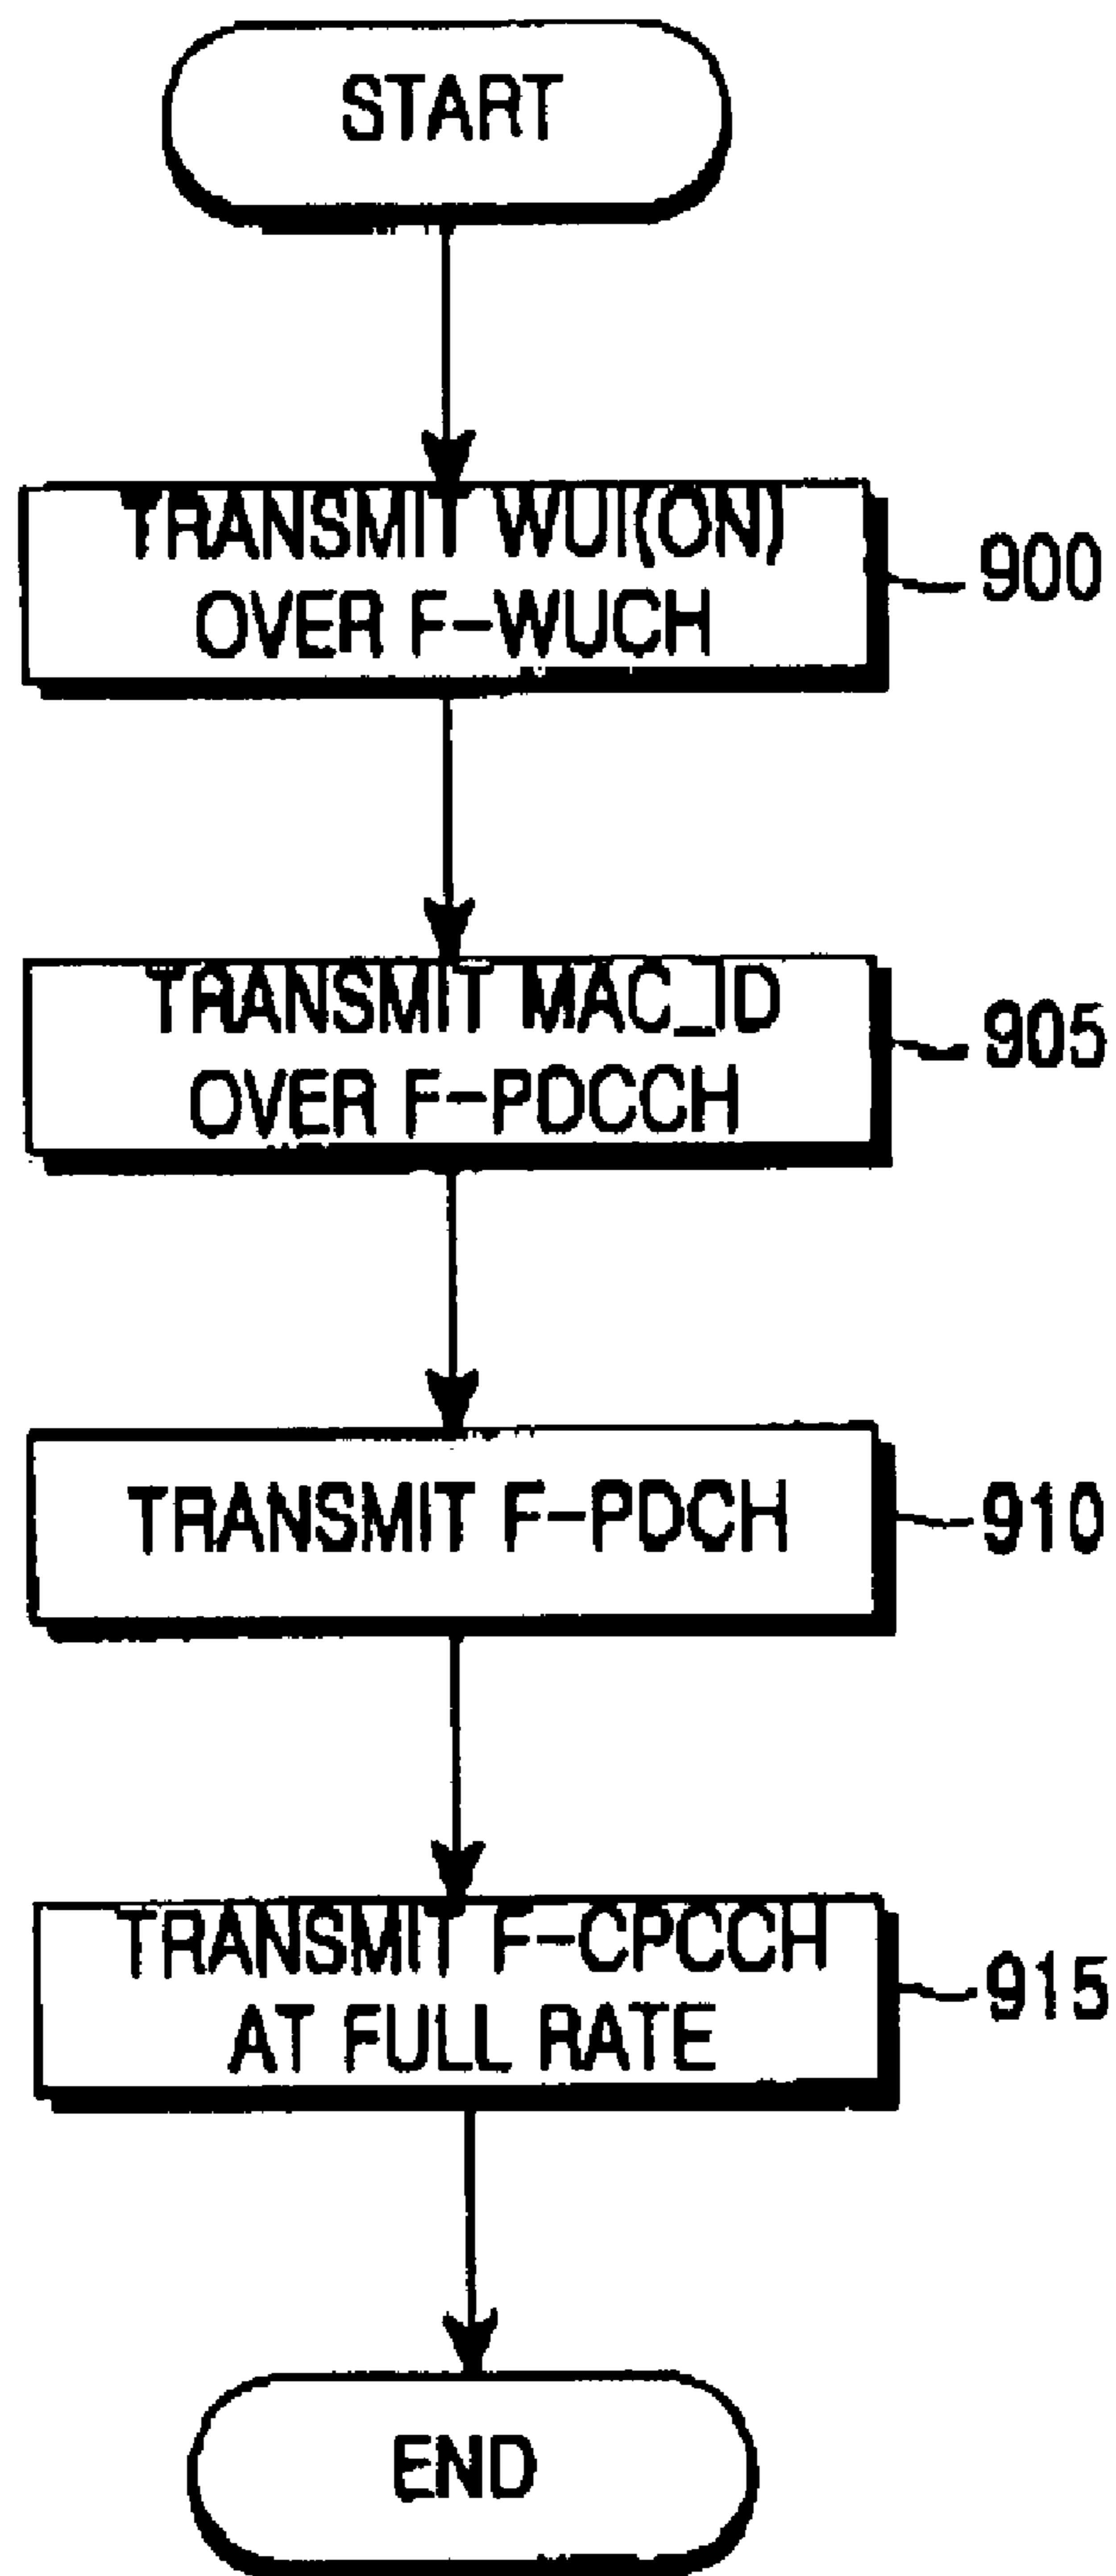 START
TRANSMIT WUI(ON)
OVER F-WUCH
900
TRANSMIT MAC_ID
OVER F-PDCCH
905
TRANSMIT F-PDCH
910
TRANSMIT F-CPCCH
AT FULL RATE
915
END